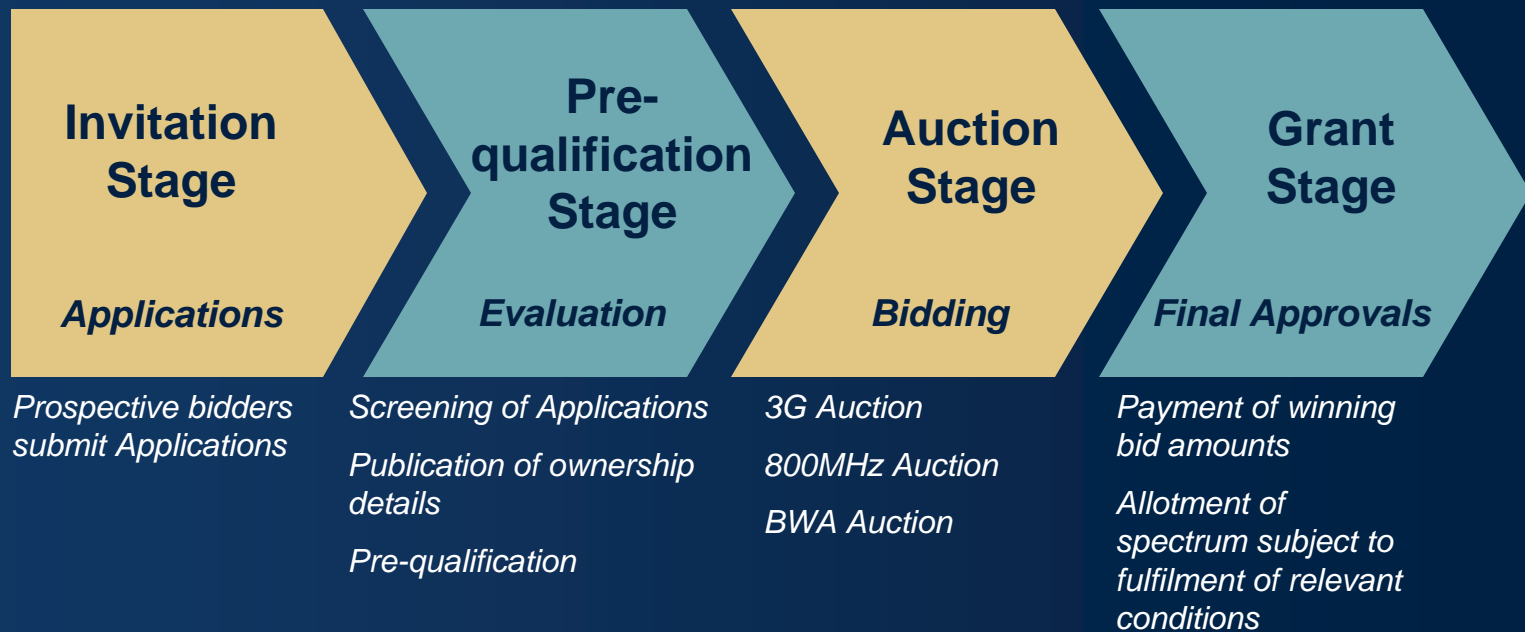 Invitation
Stage
Applications
Prospective bidders
submit Applications
Pre-
qualification
Stage
Evaluation
Screening of Applications
Publication of ownership
details
Pre-qualification
Auction
Stage
Bidding
3G Auction
800MHz Auction
BWA Auction
Grant
Stage
Final Approvals
Payment of winning
bid amounts
Allotment of
spectrum subject to
fulfilment of relevant
conditions